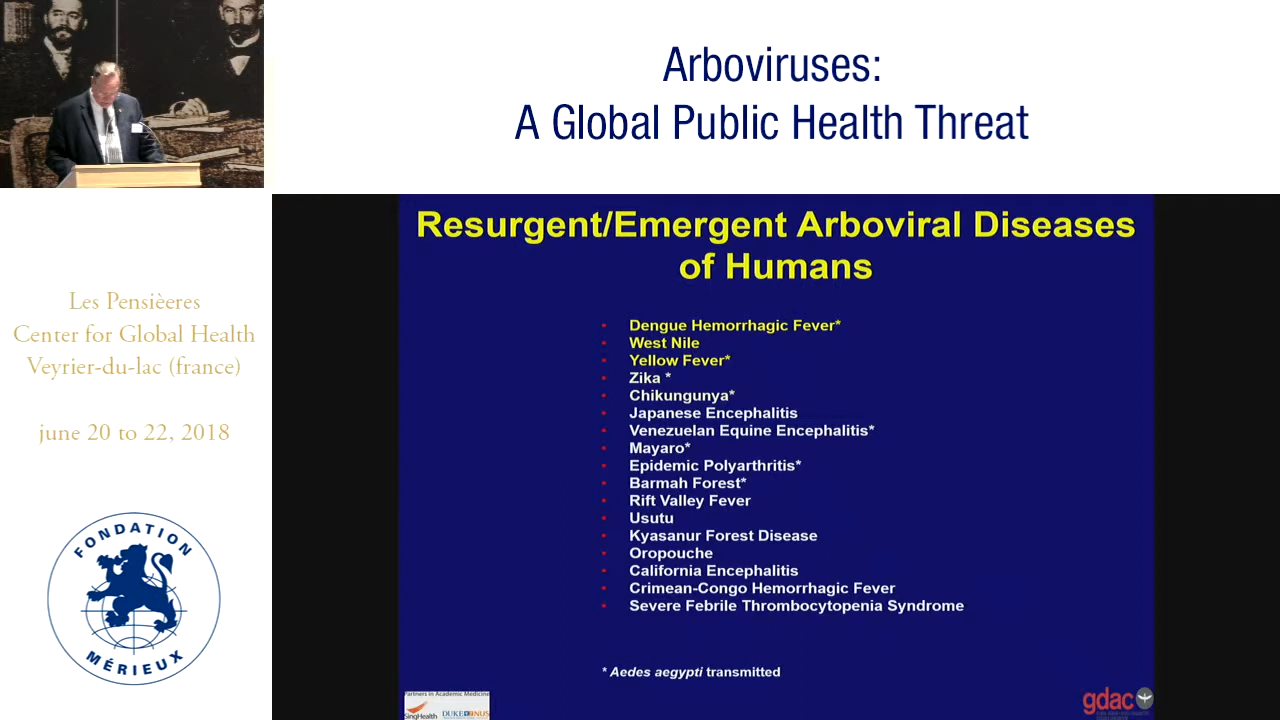 Arboviruses:
A Global Public Health Threat
Les Pensièeres
Center for Global Health
Veyrier-du-lac (france)
june 20 to 22, 2018
FONDATION
MÉRIEUX
Resurgent/Emergent Arboviral Diseases
of Humans
• Dengue Hemorrhagic Fever*
• West Nile
• Yellow Fever*
• Zika *
• Chikungunya*
• Japanese Encephalitis
• Venezuelan Equine Encephalitis*
• Mayaro*
• Epidemic Polyarthritis*
• Barmah Forest*
• Rift Valley Fever
• Usutu
• Kyasanur Forest Disease
• Oropouche
• California Encephalitis
• Crimean-Congo Hemorrhagic Fever
• Severe Febrile Thrombocytopenia Syndrome
* Aedes aegypti transmitted
Partners in Academic Medicine
SingHealth DUKE NUS
gdac